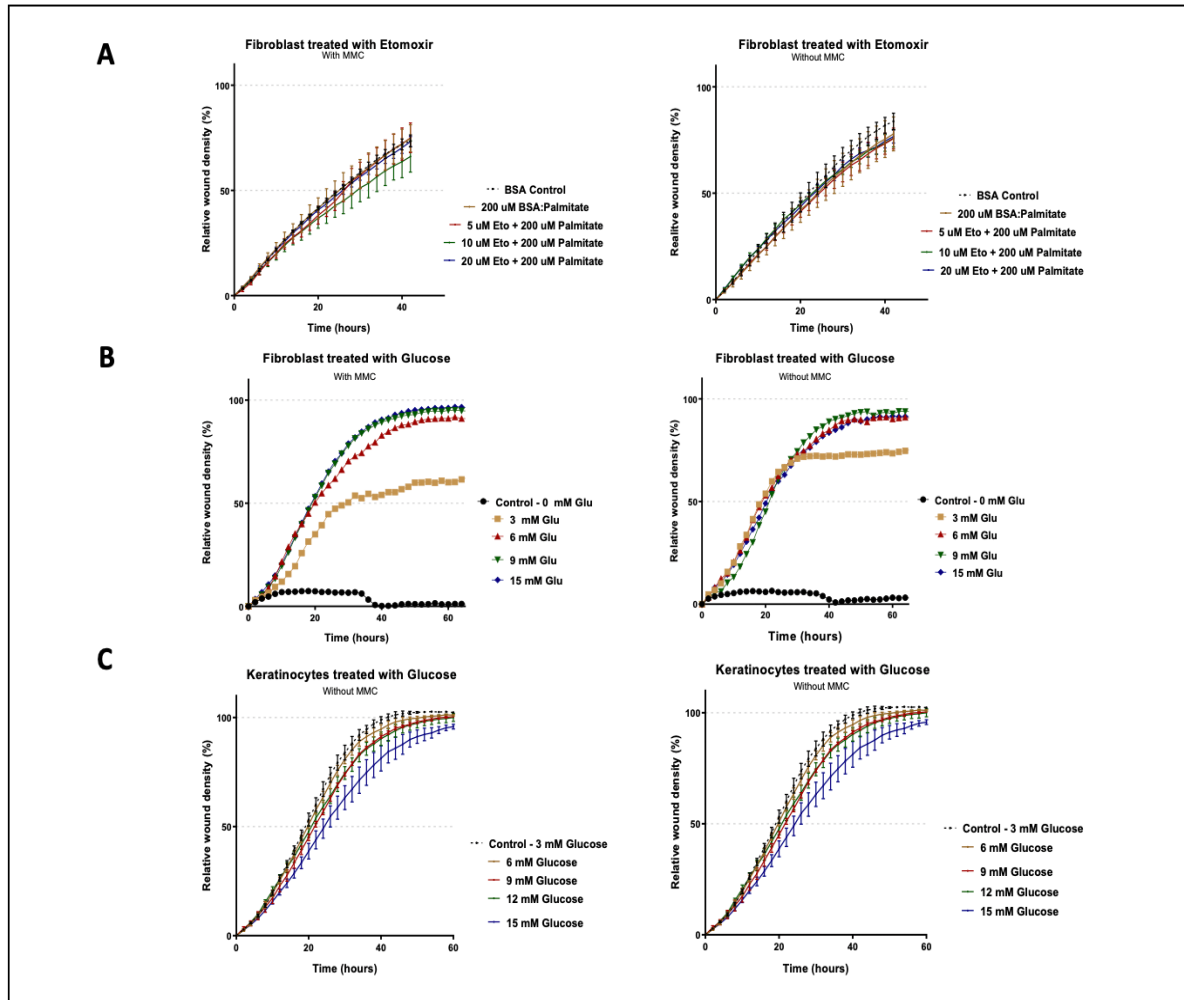 A
Fibroblast treated with Etomoxir
With MMC
Relative wound density (%)
100
50
0
0 20 40
Time (hours)
BSA Control
200 uM BSA:Palmitate
5 uM Eto + 200 uM Palmitate
10 uM Eto + 200 uM Palmitate
20 uM Eto + 200 uM Palmitate
Fibroblast treated with Etomoxir
Without MMC
Realitve wound density (%)
100
50
0
0 20 40
Time (hours)
BSA Control
200 uM BSA:Palmitate
5 uM Eto + 200 uM Palmitate
10 uM Eto + 200 uM Palmitate
20 uM Eto + 200 uM Palmitate
B
Fibroblast treated with Glucose
With MMC
Relative wound density (%)
100
50
0
0 20 40 60
Time (hours)
Control - 0 mM Glu
3 mM Glu
6 mM Glu
9 mM Glu
15 mM Glu
Fibroblast treated with Glucose
Without MMC
Relative wound density (%)
100
50
0
0 20 40 60
Time (hours)
Control - 0 mM Glu
3 mM Glu
6 mM Glu
9 mM Glu
15 mM Glu
C
Keratinocytes treated with Glucose
Without MMC
Relative wound density (%)
100
50
0
0 20 40 60
Time (hours)
Control - 3 mM Glucose
6 mM Glucose
9 mM Glucose
12 mM Glucose
15 mM Glucose
Keratinocytes treated with Glucose
Without MMC
Relative wound density (%)
100
50
0
0 20 40 60
Time (hours)
Control - 3 mM Glucose
6 mM Glucose
9 mM Glucose
12 mM Glucose
15 mM Glucose